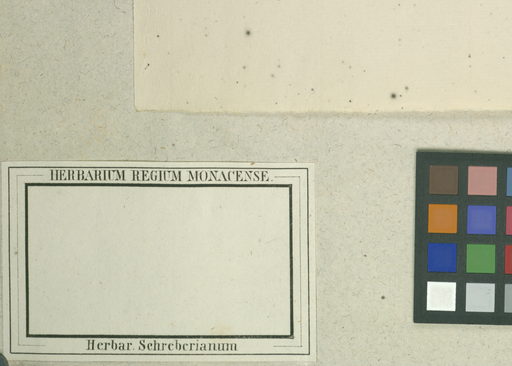 HERBARIUM REGIUM MONACENSE.
Herbar. Schreberianum